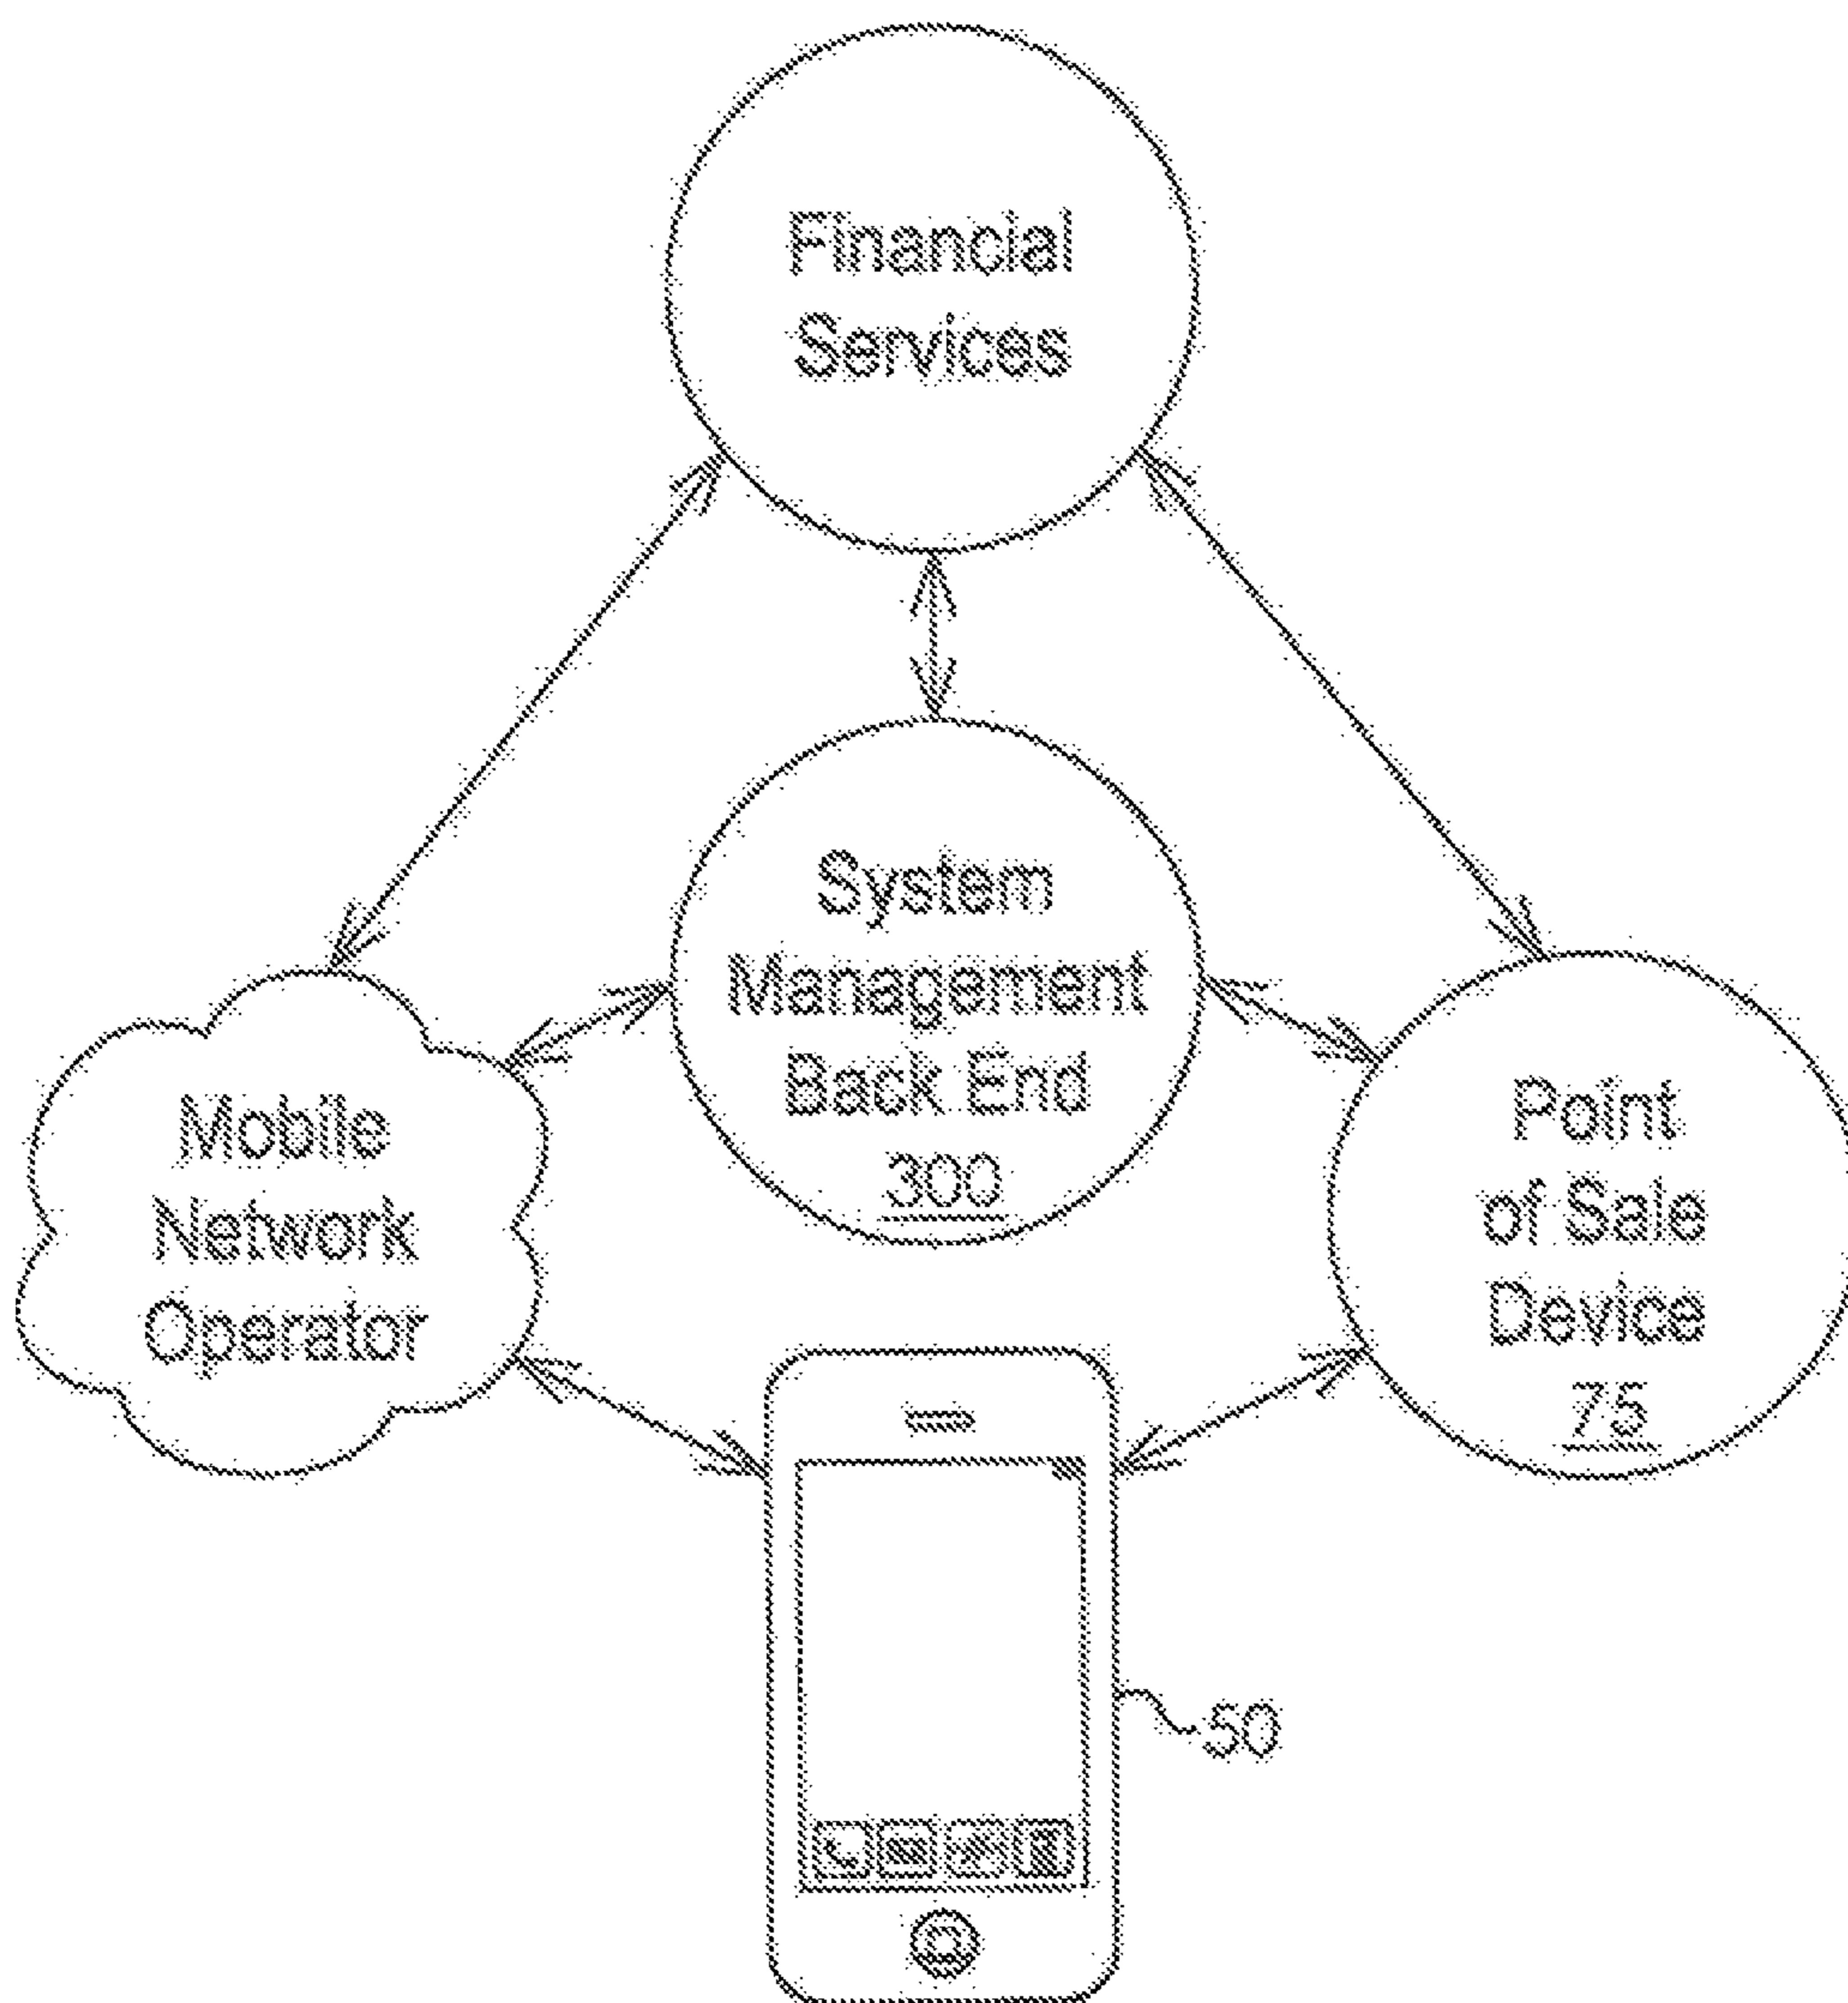 Financial
Services
System
Management
Back End
300
Mobile
Network
Operator
Point
of Sale
Device
75
50